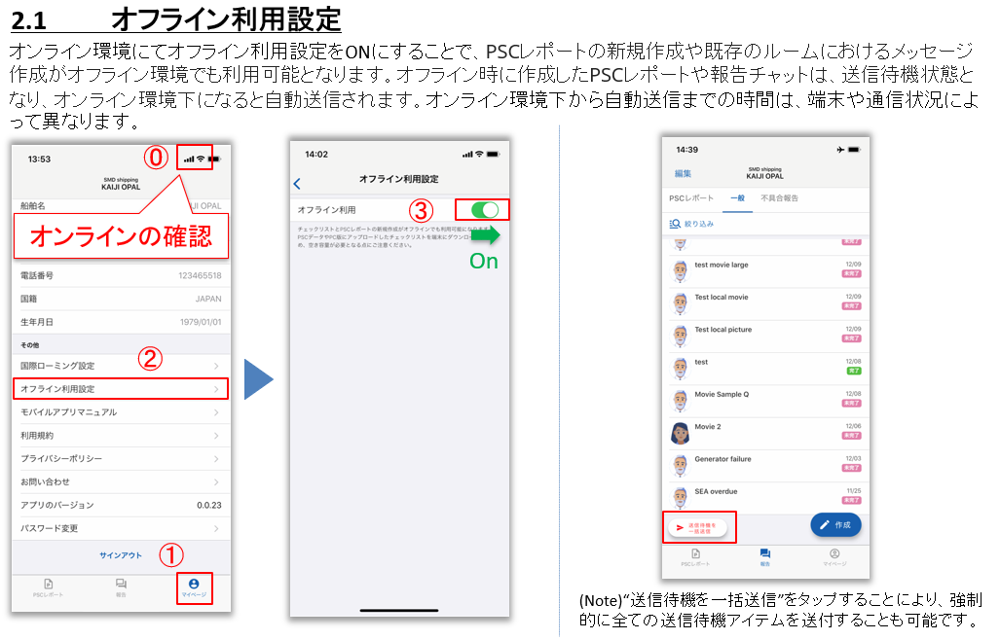 2.1 オフライン利用設定
オンライン環境にてオフライン利用設定をONにすることで、PSCレポートの新規作成や既存のルームにおけるメッセージ
作成がオフライン環境でも利用可能となります。オフライン時に作成したPSCレポートや報告チャットは、送信待機状態と
なり、オンライン環境下になると自動送信されます。オンライン環境下から自動送信までの時間は、端末や通信状況によ
って異なります。
13:53
⓪
SMD shipping
KAIJI OPAL
船舶名
JI OPAL
オンラインの確認
電話番号 123465518
国籍 JAPAN
生年月日 1979/01/01
その他
②
国際ローミング設定
オフライン利用設定
モバイルアプリマニュアル
利用規約
プライバシーポリシー
お問い合わせ
アプリのバージョン 0.0.23
パスワード変更
サインアウト
①
PSCレポート 報告 マイページ
14:02
オフライン利用設定
オフライン利用
③
チェックリストとPSCレポートの新規作成がオフラインでも利用可能になります
PSCデータやPC版にアップロードしたチェックリストを端末にダウンロ
め、空き容量が必要となる点にご注意ください。
On
14:39
編集
SMD shipping
KAIJI OPAL
PSCレポート 一般 不具合報告
絞り込み
未完了
test movie large 12/09
未完了
Test local movie 12/09
未完了
Test local picture 12/09
未完了
test 12/08
完了
Movie Sample Q 12/08
未完了
Movie 2 12/06
未完了
Generator failure 12/03
未完了
SEA overdue 11/25
未完了
送信待機を
一括送信
作成
PSCレポート 報告 マイページ
(Note)“送信待機を一括送信”をタップすることにより、強制
的に全ての送信待機アイテムを送付することも可能です。